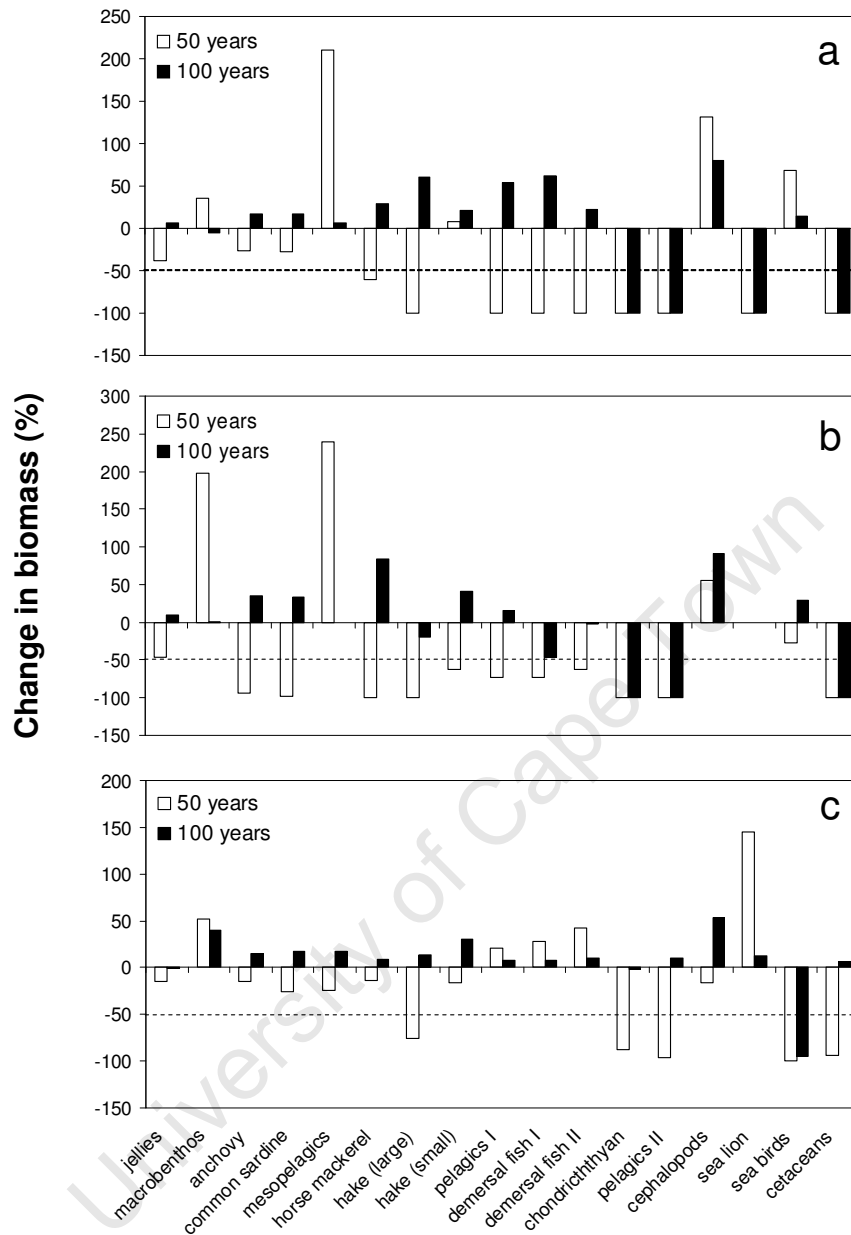 Change in biomass (%)
250
200
150
100
50
0
-50
-100
-150
50 years
100 years
a
300
250
200
150
100
50
0
-50
-100
-150
50 years
100 years
b
200
150
100
50
0
-50
-100
-150
50 years
100 years
c
jellies
macrobenthos
anchovy
common sardine
mesopelagics
horse mackerel
hake (large)
hake (small)
pelagics I
demersal fish I
demersal fish II
chondrichthyan
pelagics II
cephalopods
sea lion
sea birds
cetaceans
University of Cape Town